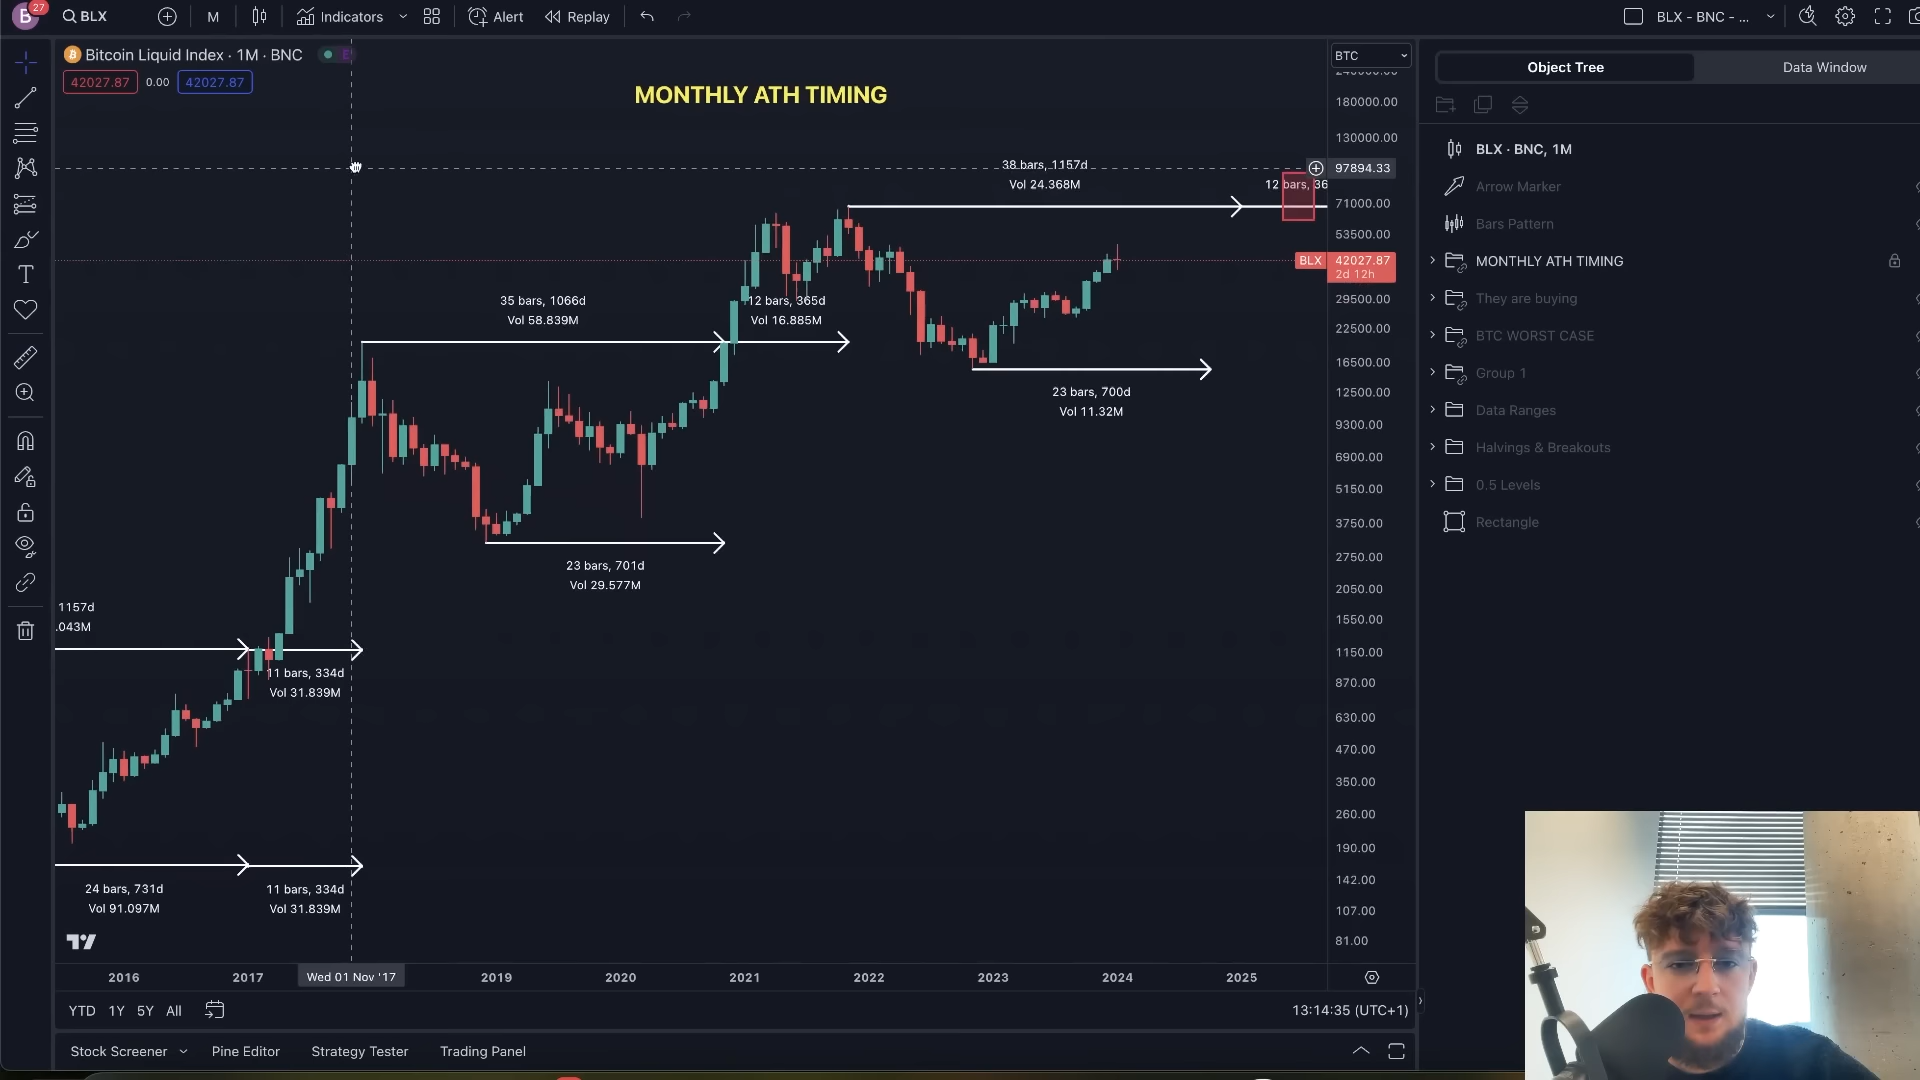 B
27
BLX
M
Indicators
Alert
Replay
BLX - BNC - ...
Bitcoin Liquid Index · 1M · BNC
42027.87
0.00
42027.87
MONTHLY ATH TIMING
BTC
180000.00
130000.00
97894.33
71000.00
53500.00
BLX
42027.87
2d 12h
29500.00
22500.00
16500.00
12500.00
9300.00
6900.00
5150.00
3750.00
2750.00
2050.00
1550.00
1150.00
870.00
630.00
470.00
350.00
260.00
190.00
142.00
107.00
81.00
38 bars, 1157d
Vol 24.368M
12 bars, 36
35 bars, 1066d
Vol 58.839M
12 bars, 365d
Vol 16.885M
23 bars, 700d
Vol 11.32M
23 bars, 701d
Vol 29.577M
1157d
.043M
11 bars, 334d
Vol 31.839M
24 bars, 731d
Vol 91.097M
11 bars, 334d
Vol 31.839M
2016
2017
Wed 01 Nov '17
2019
2020
2021
2022
2023
2024
2025
YTD
1Y
5Y
All
13:14:35 (UTC+1)
Stock Screener
Pine Editor
Strategy Tester
Trading Panel
Object Tree
Data Window
BLX · BNC, 1M
Arrow Marker
Bars Pattern
MONTHLY ATH TIMING
They are buying
BTC WORST CASE
Group 1
Data Ranges
Halvings & Breakouts
0.5 Levels
Rectangle